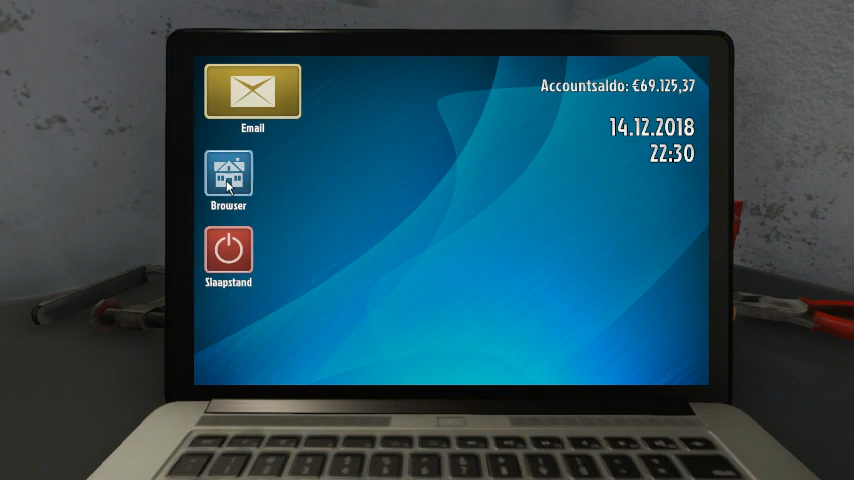 Email
Browser
Slaapstand
Accountsaldo: €69.125,37
14.12.2018
22:30